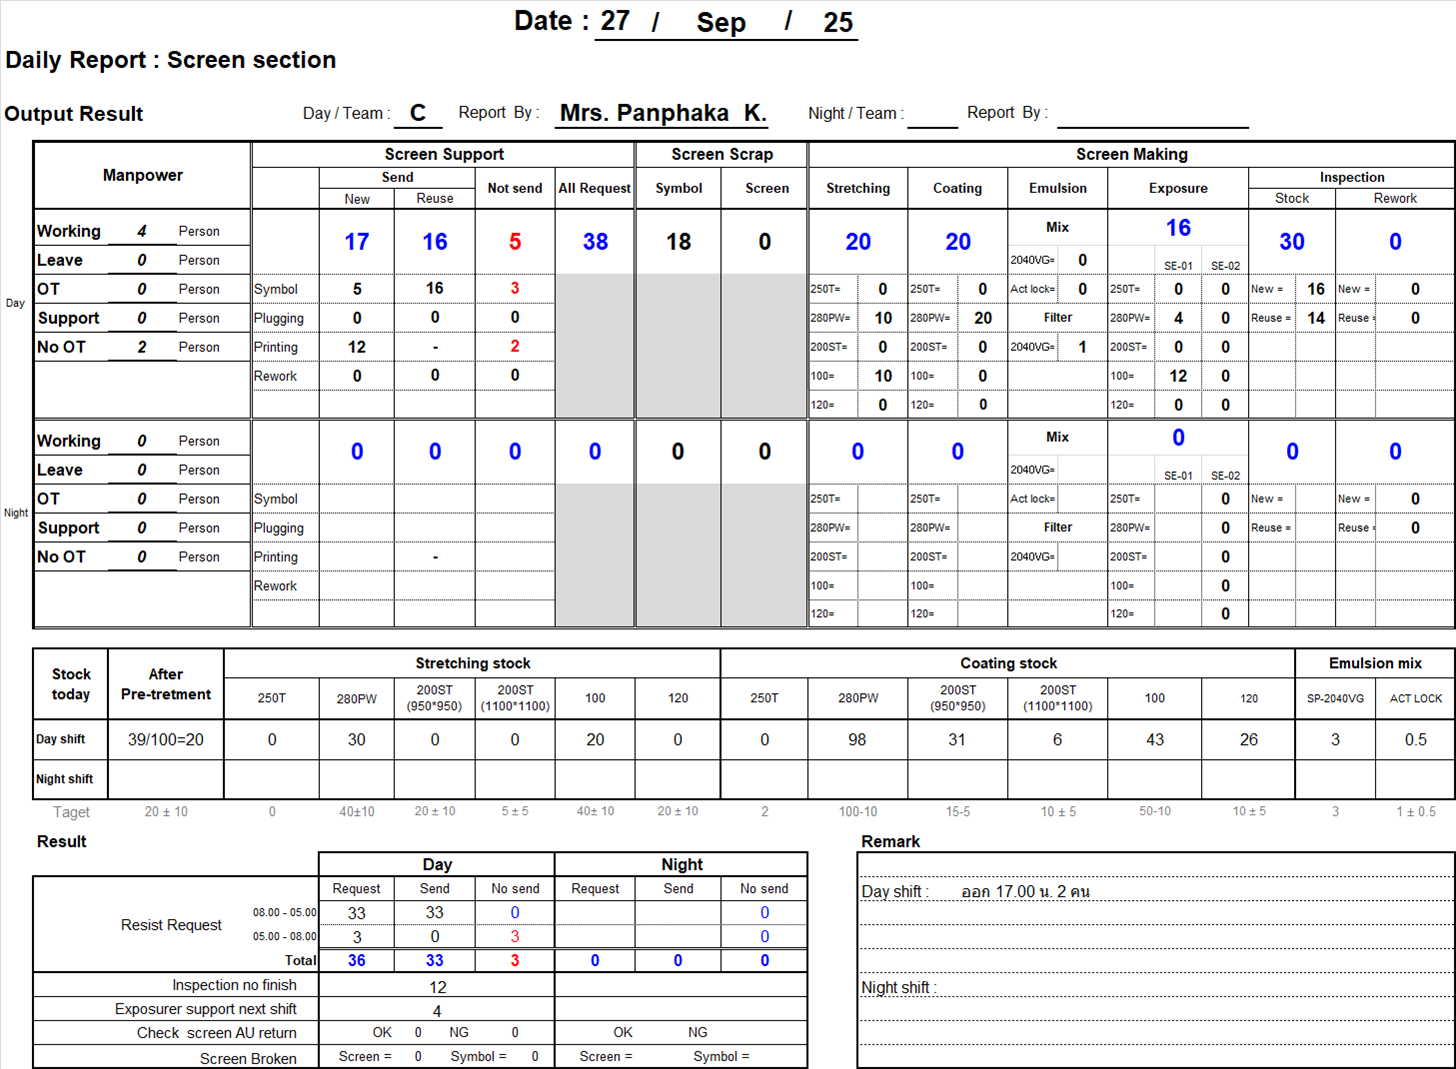 Date : 27 / Sep / 25
Daily Report : Screen section
Output Result Day / Team : C Report By : Mrs. Panphaka K. Night / Team : Report By :
Manpower Screen Support Screen Scrap Screen Making
Send Not send All Request Symbol Screen Stretching Coating Emulsion Exposure Inspection
New Reuse Stock Rework
Day
Working 4 Person 17 16 5 38 18 0 20 20 Mix 16 30 0
Leave 0 Person 2040VG= 0 SE-01 SE-02
OT 0 Person Symbol 5 16 3 250T= 0 250T= 0 Act lock= 0 250T= 0 0 New = 16 New = 0
Support 0 Person Plugging 0 0 0 280PW= 10 280PW= 20 Filter 280PW= 4 0 Reuse = 14 Reuse = 0
No OT 2 Person Printing 12 - 2 200ST= 0 200ST= 0 2040VG= 1 200ST= 0 0
Rework 0 0 0 100= 10 100= 0 100= 12 0
120= 0 120= 0 120= 0 0
Night
Working 0 Person 0 0 0 0 0 0 0 0 Mix 0 0 0
Leave 0 Person 2040VG= SE-01 SE-02
OT 0 Person Symbol 250T= 250T= Act lock= 250T= 0 New = New = 0
Support 0 Person Plugging 280PW= 280PW= Filter 280PW= 0 Reuse = Reuse = 0
No OT 0 Person Printing - 200ST= 200ST= 2040VG= 200ST= 0
Rework 100= 100= 100= 0
120= 120= 120= 0
Stock today After Pre-tretment Stretching stock Coating stock Emulsion mix
250T 280PW 200ST (950*950) 200ST (1100*1100) 100 120 250T 280PW 200ST (950*950) 200ST (1100*1100) 100 120 SP-2040VG ACT LOCK
Day shift 39/100=20 0 30 0 0 20 0 0 98 31 6 43 26 3 0.5
Night shift
Taget 20 ± 10 0 40±10 20 ± 10 5 ± 5 40± 10 20 ± 10 2 100-10 15-5 10 ± 5 50-10 10 ± 5 3 1 ± 0.5
Result
Day Night
Request Send No send Request Send No send
Resist Request
08.00 - 05.00 33 33 0 0
05.00 - 08.00 3 0 3 0
Total 36 33 3 0 0 0
Inspection no finish 12
Exposurer support next shift 4
Check screen AU return OK 0 NG 0 OK NG
Screen Broken Screen = 0 Symbol = 0 Screen = Symbol =
Remark
Day shift : ออก 17.00 น. 2 คน
Night shift :